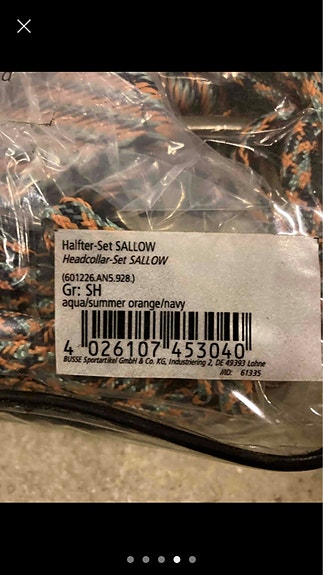 Halfter-Set SALLOW
Headcollar-Set SALLOW
(601226.AN5.928.)
Gr: SH
aqua/summer orange/navy
4 026107 453040
BUSSE Sportartikel GmbH & Co. KG, Industriering 2, DE 49393 Lohne
MD: 61335